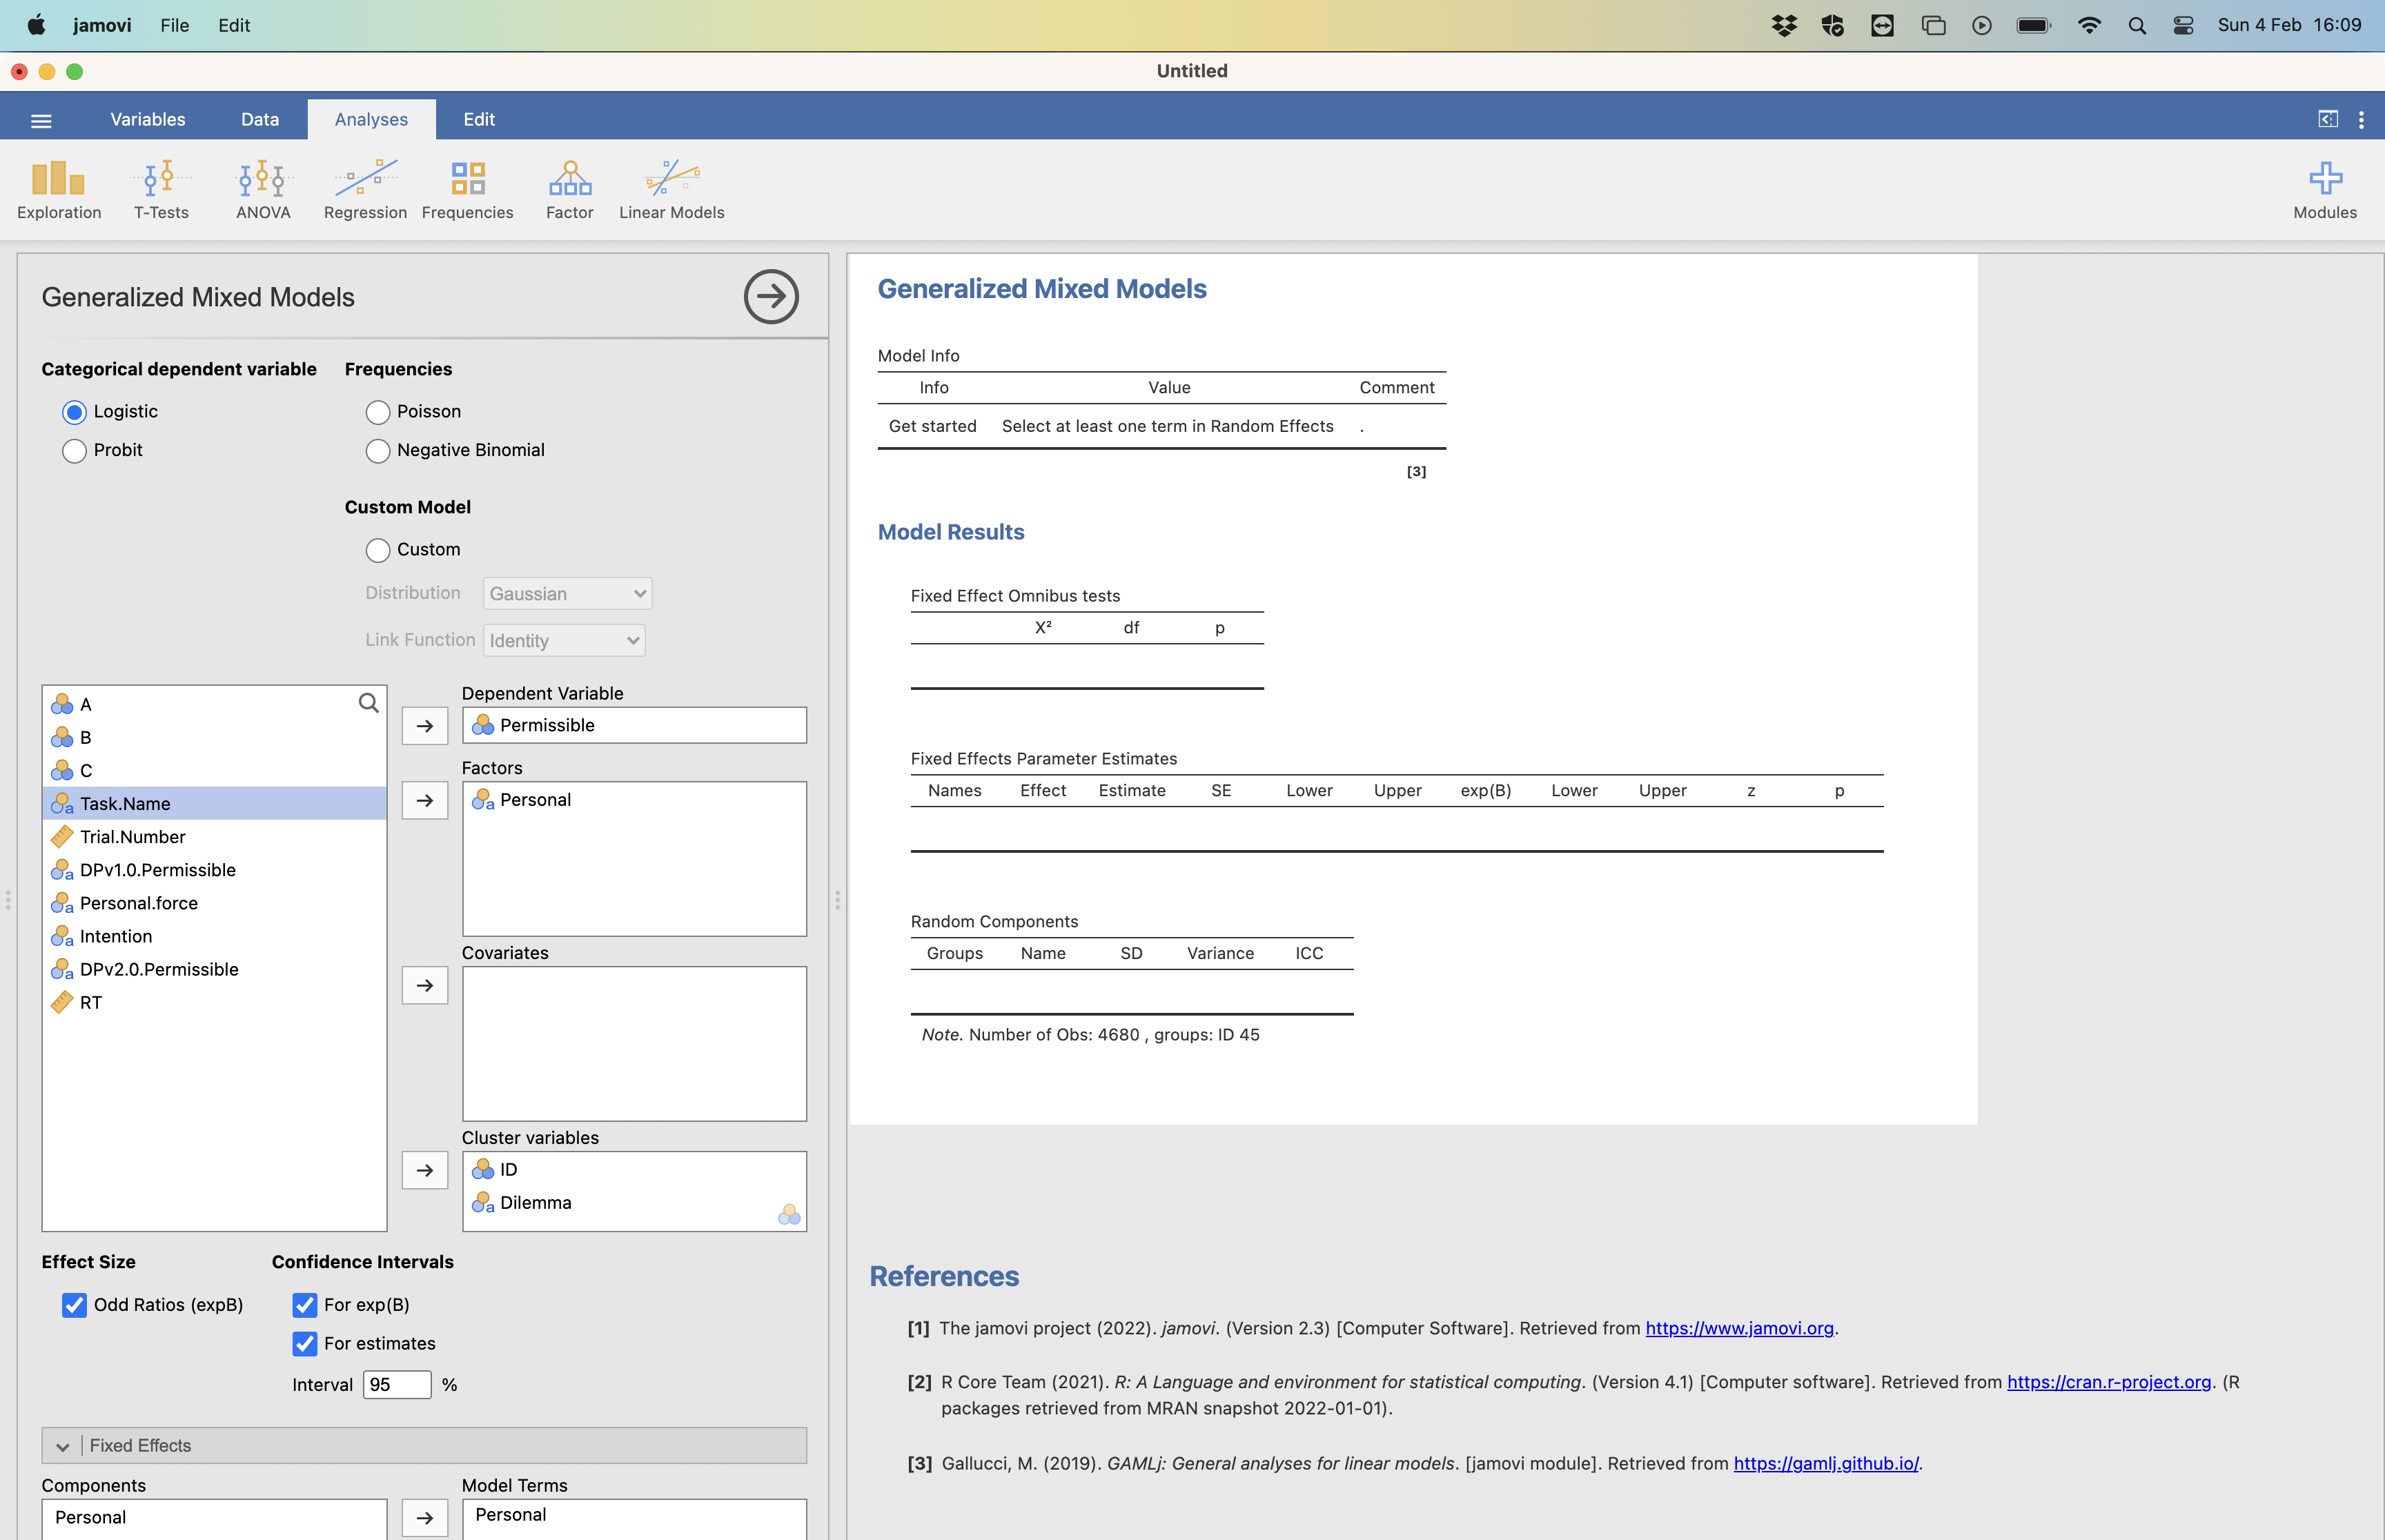 jamovi File Edit Sun 4 Feb 16:09
Untitled
Variables Data Analyses Edit
Exploration T-Tests ANOVA Regression Frequencies Factor Linear Models Modules
Generalized Mixed Models
Categorical dependent variable Frequencies
Logistic Poisson
Probit Negative Binomial
Custom Model
Custom
Distribution Gaussian
Link Function Identity
A
B
C
Task.Name
Trial.Number
DPv1.0.Permissible
Personal.force
Intention
DPv2.0.Permissible
RT
Dependent Variable
Permissible
Factors
Personal
Covariates
Cluster variables
ID
Dilemma
Effect Size Confidence Intervals
Odd Ratios (expB) For exp(B)
For estimates
Interval 95 %
Fixed Effects
Components Model Terms
Personal Personal
Generalized Mixed Models
Model Info
Info Value Comment
Get started Select at least one term in Random Effects .
[3]
Model Results
Fixed Effect Omnibus tests
X² df p
Fixed Effects Parameter Estimates
Names Effect Estimate SE Lower Upper exp(B) Lower Upper z p
Random Components
Groups Name SD Variance ICC
Note. Number of Obs: 4680 , groups: ID 45
References
[1] The jamovi project (2022). jamovi. (Version 2.3) [Computer Software]. Retrieved from https://www.jamovi.org.
[2] R Core Team (2021). R: A Language and environment for statistical computing. (Version 4.1) [Computer software]. Retrieved from https://cran.r-project.org. (R
packages retrieved from MRAN snapshot 2022-01-01).
[3] Gallucci, M. (2019). GAMLj: General analyses for linear models. [jamovi module]. Retrieved from https://gamlj.github.io/.